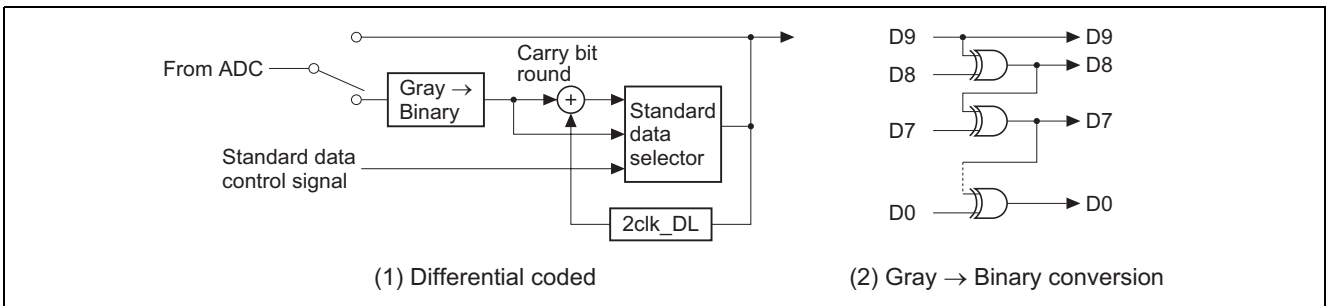 From ADC
Gray →
Binary
Carry bit
round
+
Standard
data
selector
Standard data
control signal
2clk_DL
(1) Differential coded
D9
D9
D8
D8
D7
D7
D0
D0
(2) Gray → Binary conversion